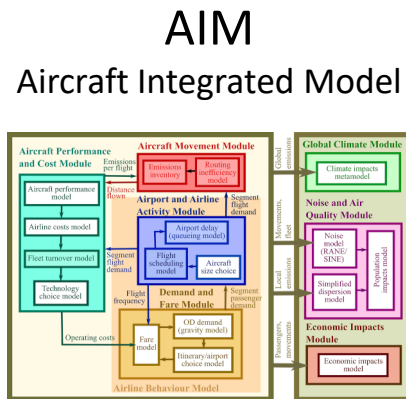 AIM
Aircraft Integrated Model
Aircraft Performance
and Cost Module
Aircraft performance
model
Airline costs model
Fleet turnover model
Technology
choice model
Operating costs
Emissions
per flight
Distance
flown
Aircraft Movement Module
Emissions
inventory
Routing
inefficiency
model
Airport and Airline
Activity Module
Segment
flight
demand
Airport delay
(queueing model)
Flight
scheduling
model
Aircraft
size choice
Segment
flight
demand
Flight
frequency
Demand and
Fare Module
Segment passenger
demand
Fare
model
OD demand
(gravity model)
Itinerary/airport
choice model
Airline Behaviour Model
Global
emissions
Movements,
fleet
Local
emissions
Passengers,
movements
Global Climate Module
Climate impacts
metamodel
Noise and Air
Quality Module
Noise
model
(RANE/
SINE)
Simplified
dispersion
model
Population
impacts model
Economic Impacts
Module
Economic impacts
model